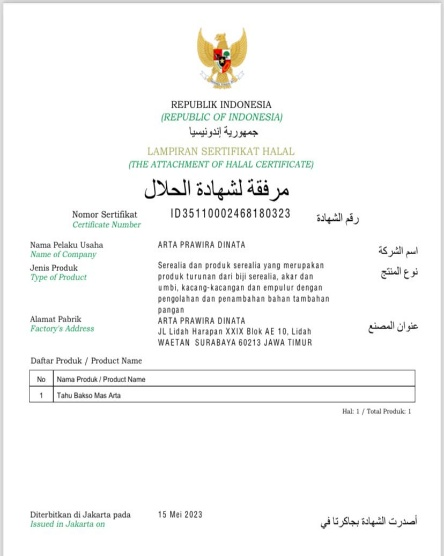 REPUBLIK INDONESIA
(REPUBLIC OF INDONESIA)
جمهورية إندونيسيا
LAMPIRAN SERTIFIKAT HALAL
(THE ATTACHMENT OF HALAL CERTIFICATE)
مرفقة لشهادة الحلال
Nomor Sertifikat ID35110002468180323 رقم الشهادة
Certificate Number
Nama Pelaku Usaha ARTA PRAWIRA DINATA اسم الشركة
Name of Company
Jenis Produk Serealia dan produk serealia yang merupakan نوع المنتج
Type of Product produk turunan dari biji serealia, akar dan
umbi, kacang-kacangan dan empulur dengan
pengolahan dan penambahan bahan tambahan
pangan
Alamat Pabrik ARTA PRAWIRA DINATA عنوان المصنع
Factory's Address JL Lidah Harapan XXIX Blok AE 10, Lidah
WAETAN SURABAYA 60213 JAWA TIMUR
Daftar Produk / Product Name
No Nama Produk / Product Name
1 Tahu Bakso Mas Arta
Hal: 1 / Total Produk: 1
Diterbitkan di Jakarta pada 15 Mei 2023 أصدرت الشهادة بجاكرتا في
Issued in Jakarta on